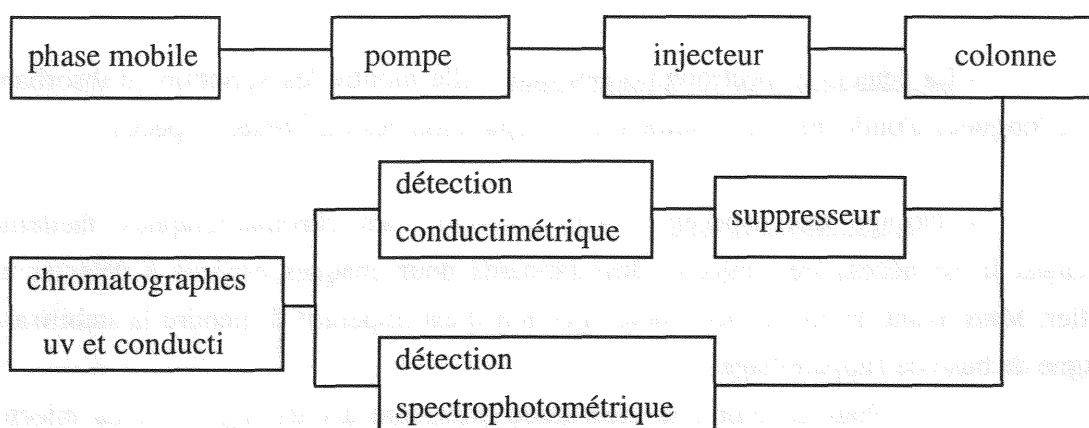 phase mobile
pompe
injecteur
colonne
détection
conductimétrique
suppresseur
chromatographes
uv et conducti
détection
spectrophotométrique